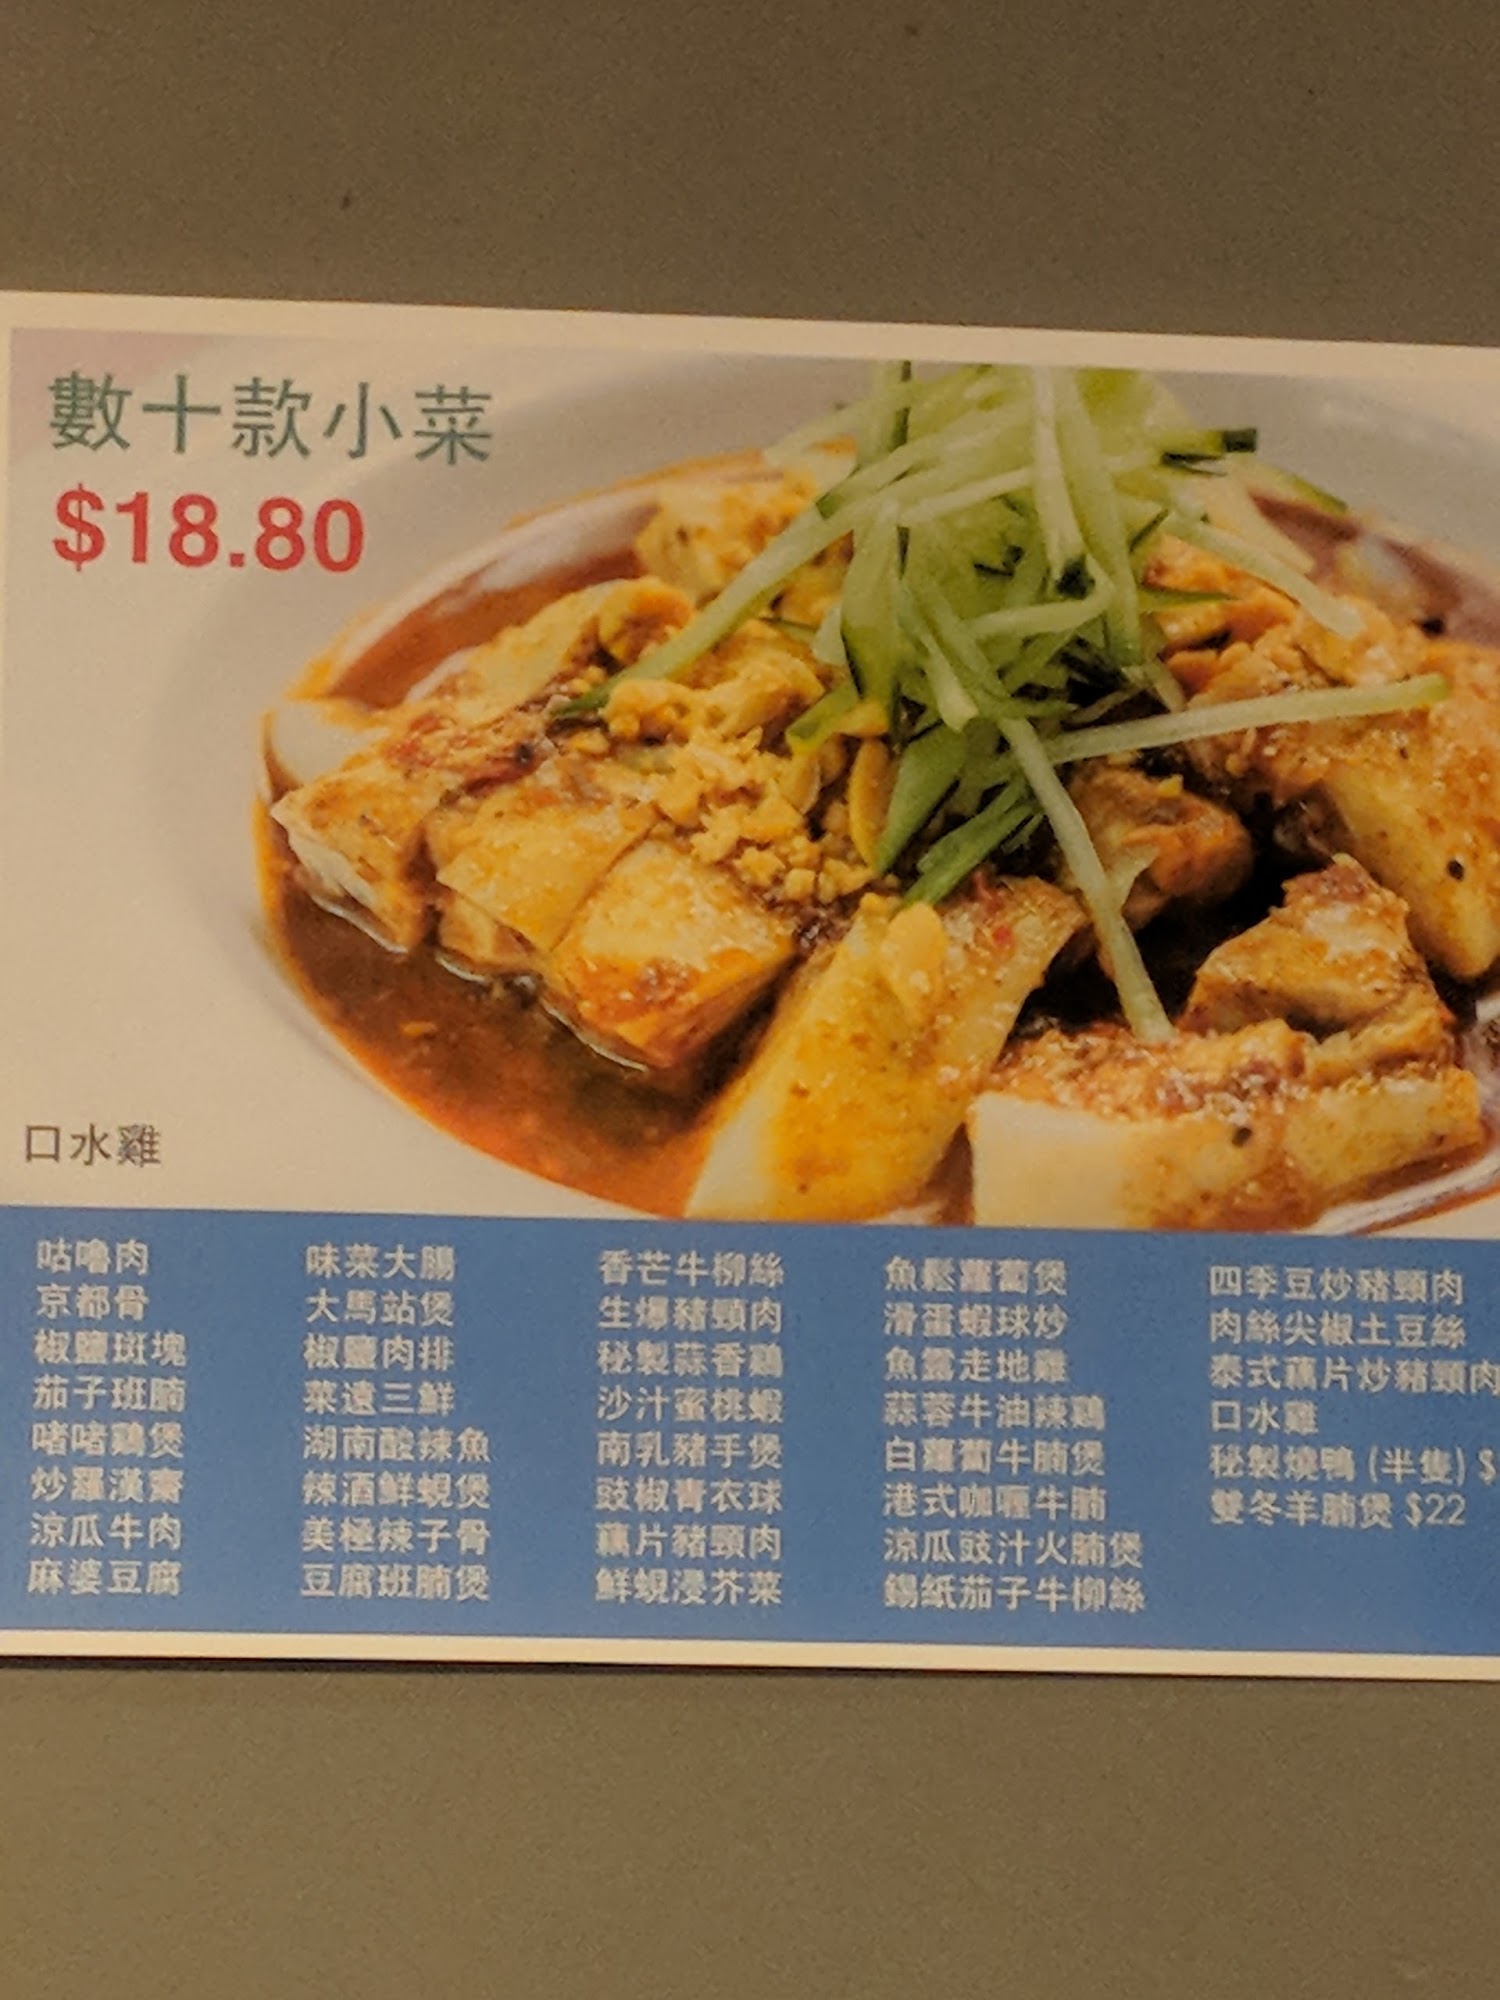 數十款小菜
$18.80
口水雞
咕嚕肉
京都骨
椒鹽斑塊
茄子班腩
啫啫鷄煲
炒羅漢齋
涼瓜牛肉
麻婆豆腐
味菜大腸
大馬站煲
椒鹽肉排
菜遠三鮮
湖南酸辣魚
辣酒鮮蜆煲
美極辣子骨
豆腐班腩煲
香芒牛柳絲
生爆豬頸肉
秘製蒜香鷄
沙汁蜜桃蝦
南乳豬手煲
豉椒青衣球
藕片豬頸肉
鮮蜆浸芥菜
魚鬆蘿蔔煲
滑蛋蝦球炒
魚露走地雞
蒜蓉牛油辣鷄
白蘿蔔牛腩煲
港式咖喱牛腩
涼瓜豉汁火腩煲
錫紙茄子牛柳絲
四季豆炒豬頸肉
肉絲尖椒土豆絲
泰式藕片炒豬頸肉
口水雞
秘製燒鴨 (半隻) $
雙冬羊腩煲 $22